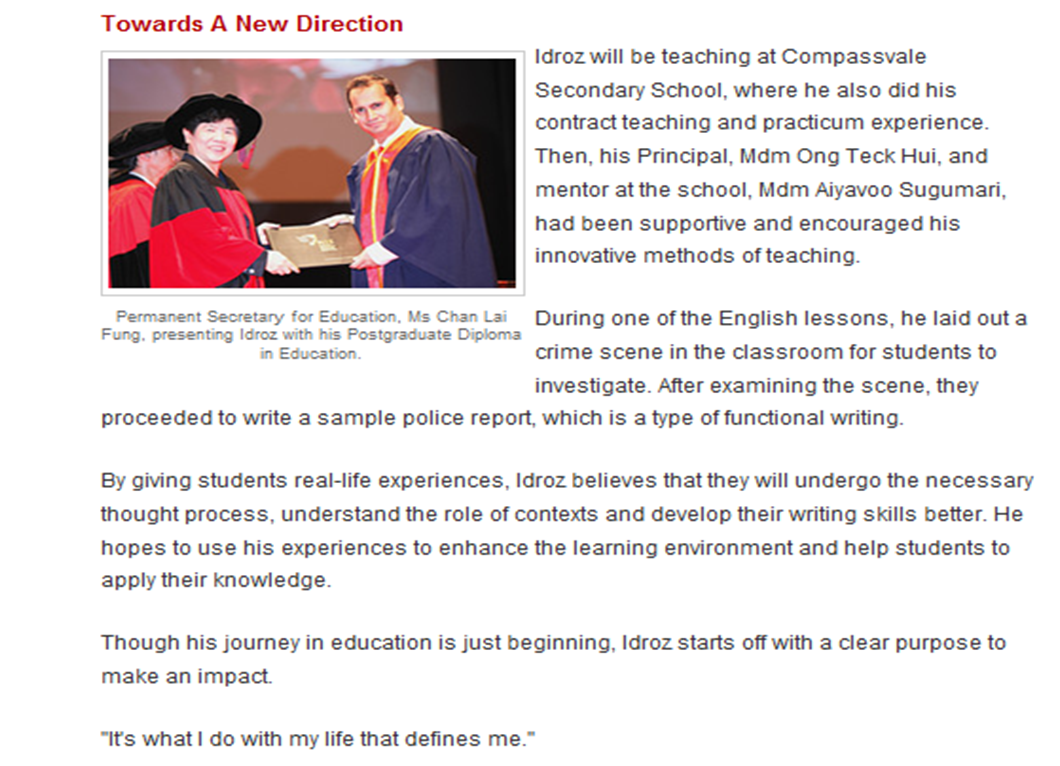 Towards A New Direction
Idroz will be teaching at Compassvale
Secondary School, where he also did his
contract teaching and practicum experience.
Then, his Principal, Mdm Ong Teck Hui, and
mentor at the school, Mdm Aiyavoo Sugumari,
had been supportive and encouraged his
innovative methods of teaching.
Permanent Secretary for Education, Ms Chan Lai
Fung, presenting Idroz with his Postgraduate Diploma
in Education.
During one of the English lessons, he laid out a
crime scene in the classroom for students to
investigate. After examining the scene, they
proceeded to write a sample police report, which is a type of functional writing.
By giving students real-life experiences, Idroz believes that they will undergo the necessary
thought process, understand the role of contexts and develop their writing skills better. He
hopes to use his experiences to enhance the learning environment and help students to
apply their knowledge.
Though his journey in education is just beginning, Idroz starts off with a clear purpose to
make an impact.
"It's what I do with my life that defines me."